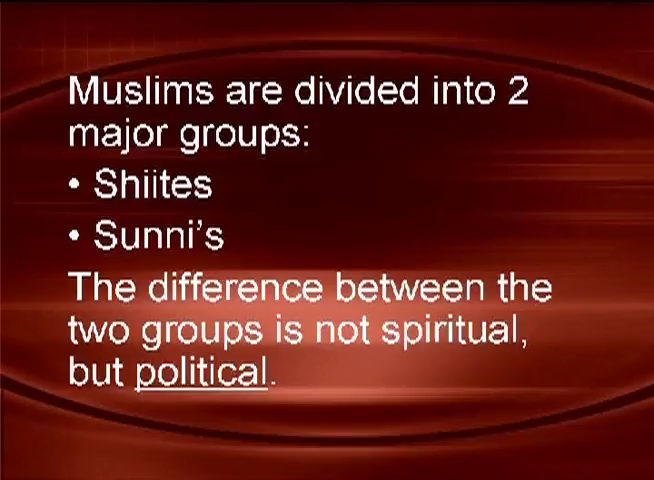 Muslims are divided into 2
major groups:
• Shiites
• Sunni's
The difference between the
two groups is not spiritual,
but political.